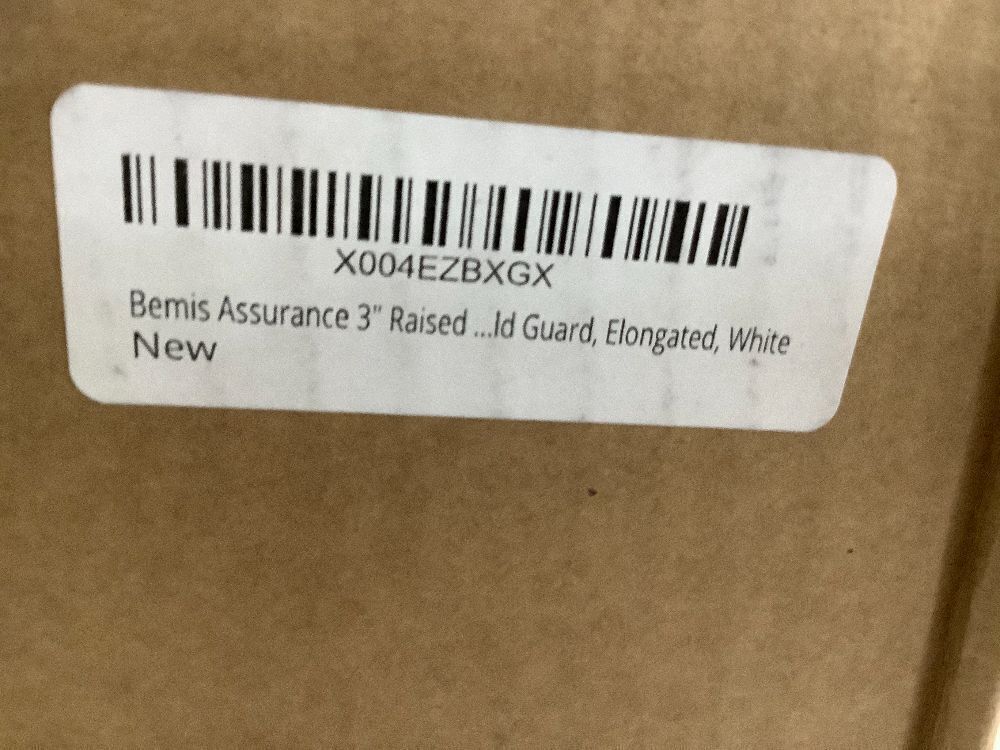 X004EZBXGX
Bemis Assurance 3" Raised ...ld Guard, Elongated, White
New